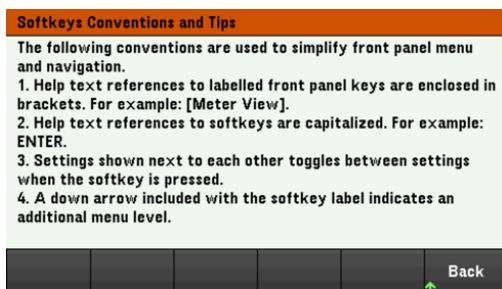 Softkeys Conventions and Tips
The following conventions are used to simplify front panel menu
and navigation.
1. Help text references to labelled front panel keys are enclosed in
brackets. For example: [Meter View].
2. Help text references to softkeys are capitalized. For example:
ENTER.
3. Settings shown next to each other toggles between settings
when the softkey is pressed.
4. A down arrow included with the softkey label indicates an
additional menu level.
Back